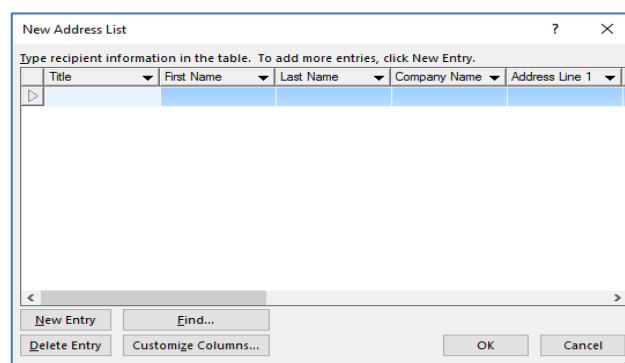 New Address List ?
Type recipient information in the table. To add more entries, click New Entry.
Title First Name Last Name Company Name Address Line 1
New Entry Find...
Delete Entry Customize Columns... OK Cancel